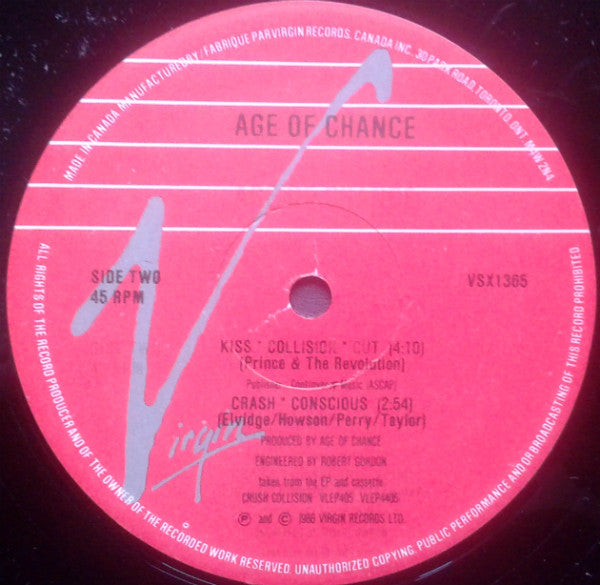 MADE IN CANADA MANUFACTURED BY / FABRIQUE PAR VIRGIN RECORDS, CANADA INC. 30 PARK ROAD, TORONTO, ONT. M4W 2N4
AGE OF CHANCE
SIDE TWO
45 RPM
VSX1365
KISS " COLLISION " CUT (4:10)
(Prince & The Revolution)
Music (ASCAP)
CRASH " CONSCIOUS (2:54)
(Elvidge/Howson/Perry/Taylor)
Virgin
PRODUCED BY AGE OF CHANCE
ENGINEERED BY ROBERT GORDON
taken from the EP and cassette
CRUSH COLLISION VLEP405 VLEP4405
Ⓟ and Ⓒ 1986 VIRGIN RECORDS LTD.
ALL RIGHTS OF THE RECORD PRODUCER AND OF THE OWNER OF THE RECORDED WORK RESERVED. UNAUTHORIZED COPYING, PUBLIC PERFORMANCE AND/OR BROADCASTING OF THIS RECORD PROHIBITED